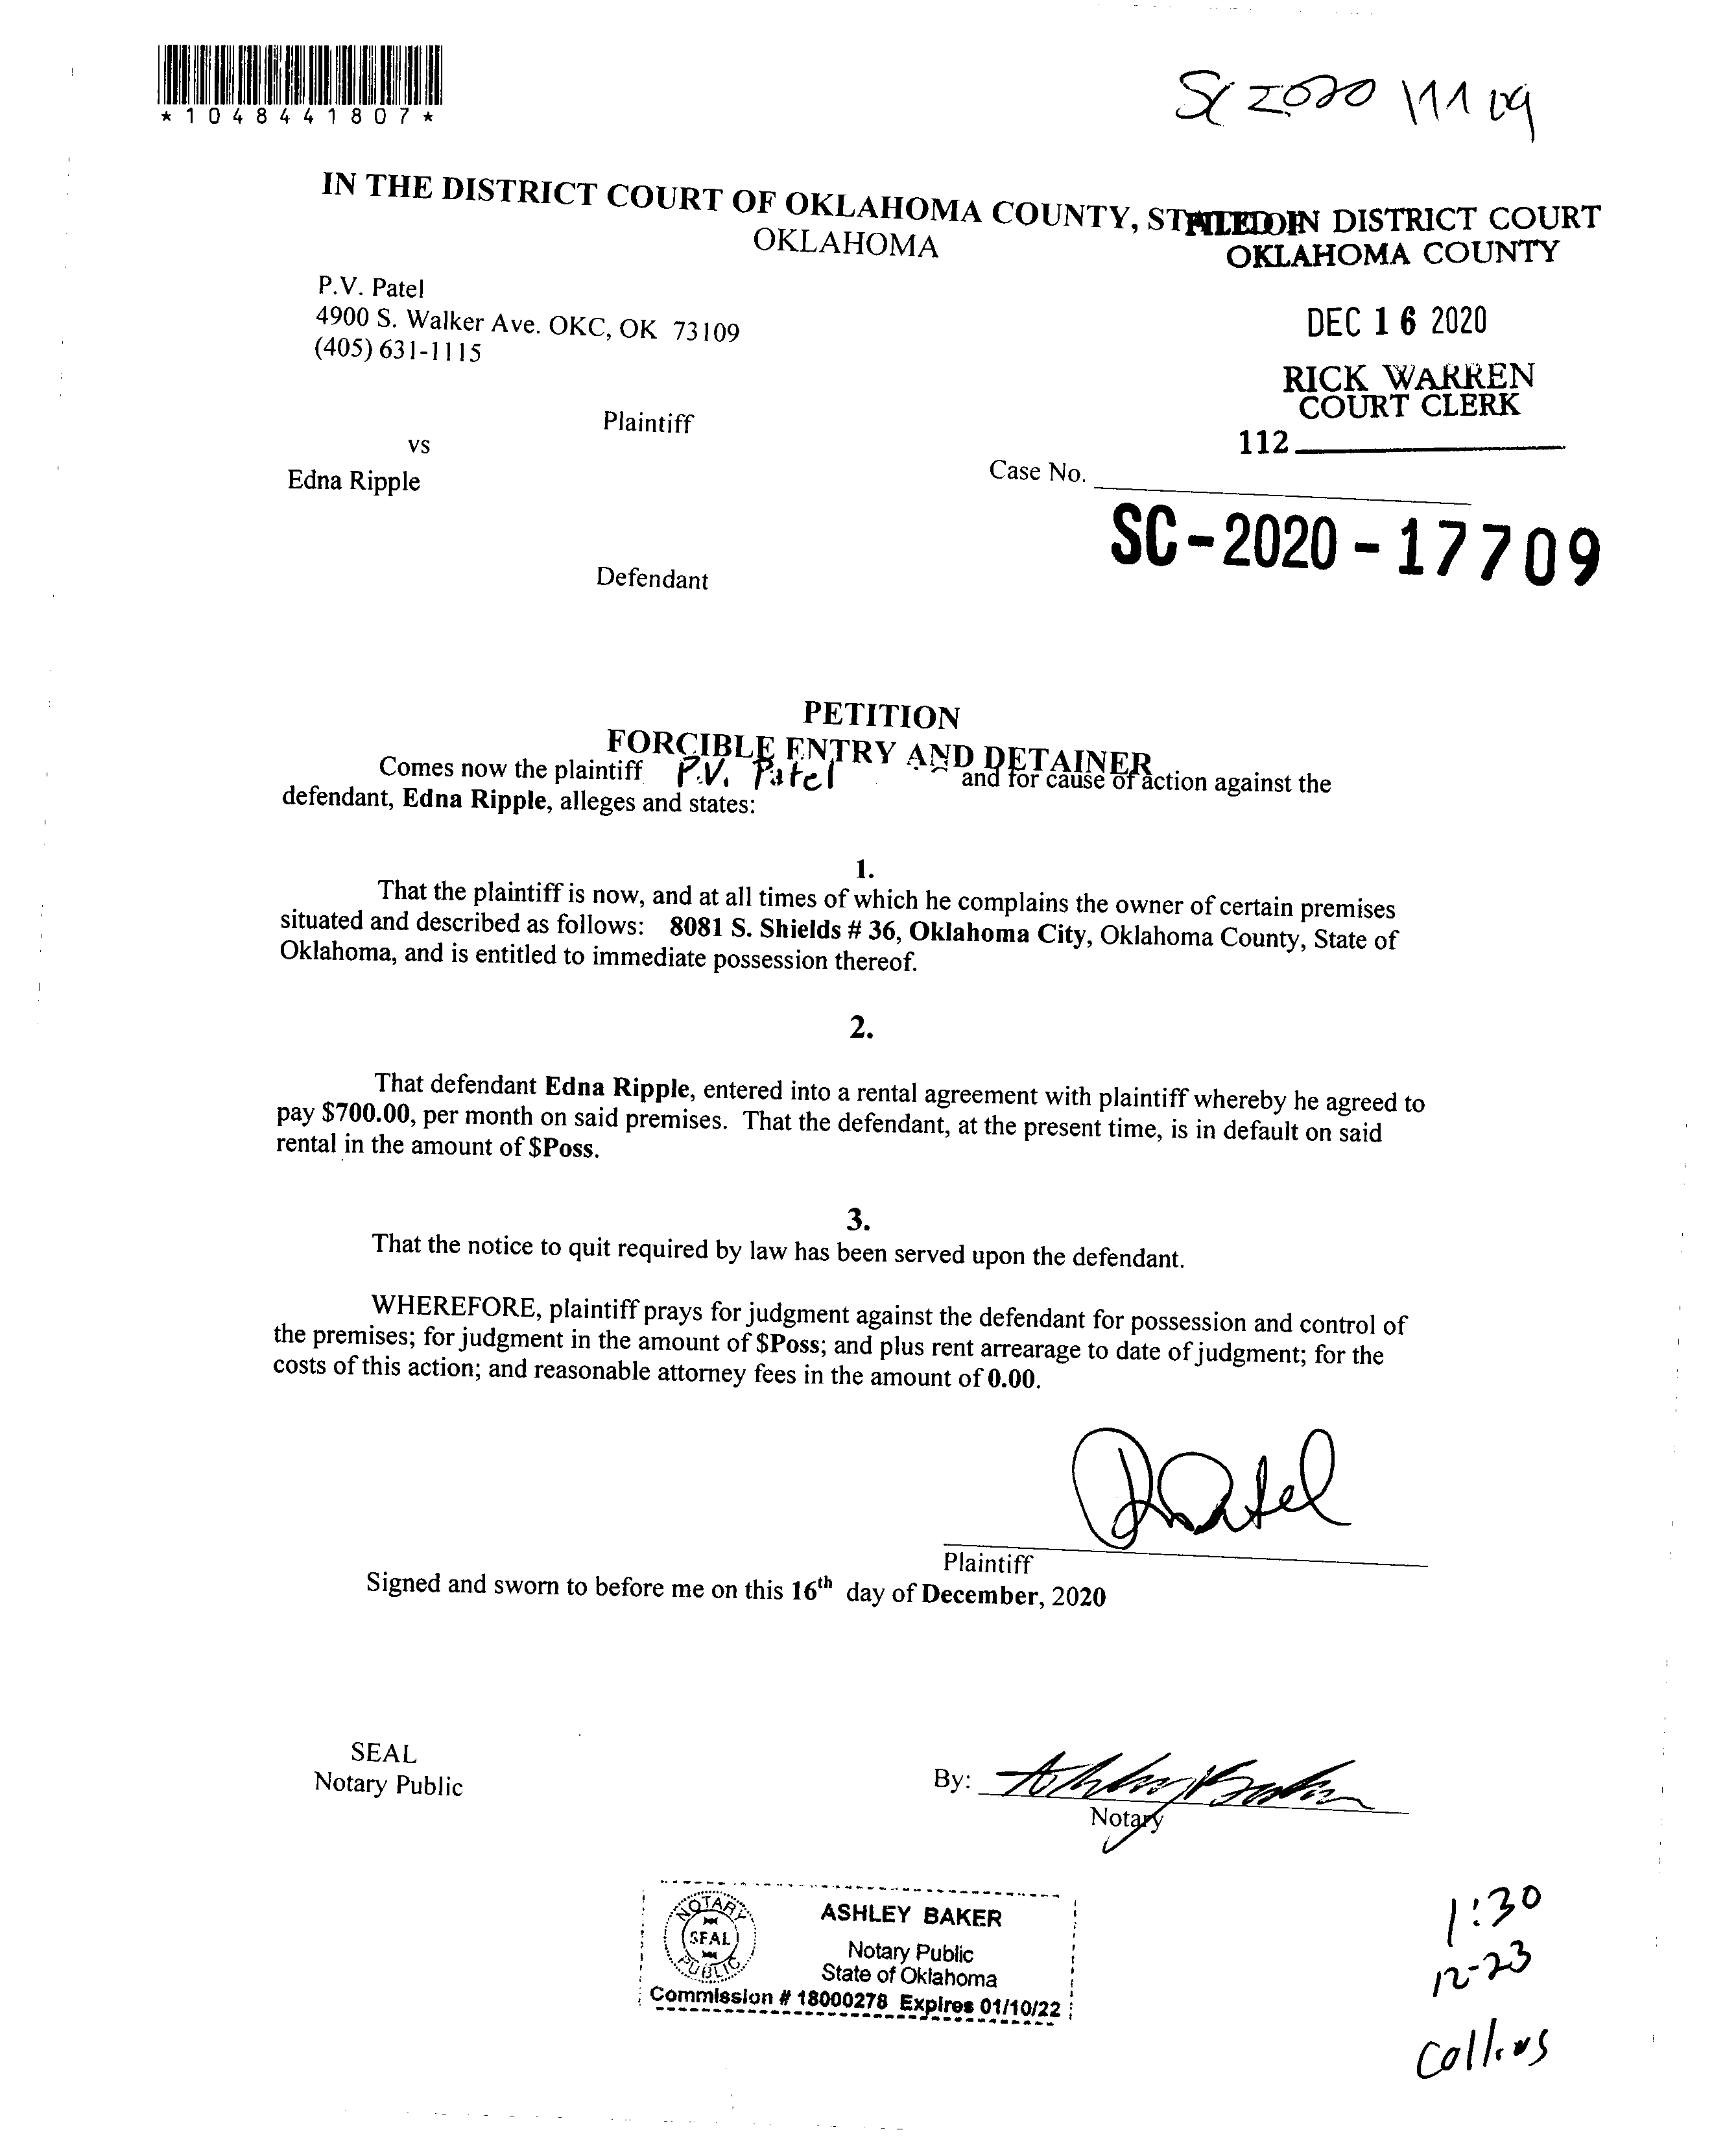 *1048441807*
SC 2020 17709
IN THE DISTRICT COURT OF OKLAHOMA COUNTY, STATE OF
OKLAHOMA
FILED IN DISTRICT COURT
OKLAHOMA COUNTY
DEC 16 2020
RICK WARREN
COURT CLERK
112
P.V. Patel
4900 S. Walker Ave. OKC, OK 73109
(405) 631-1115
Plaintiff
vs
Edna Ripple
Case No.
SC-2020-17709
Defendant
PETITION
FORCIBLE ENTRY AND DETAINER
Comes now the plaintiff P.V. Patel and for cause of action against the
defendant, Edna Ripple, alleges and states:
1.
That the plaintiff is now, and at all times of which he complains the owner of certain premises
situated and described as follows: 8081 S. Shields # 36, Oklahoma City, Oklahoma County, State of
Oklahoma, and is entitled to immediate possession thereof.
2.
That defendant Edna Ripple, entered into a rental agreement with plaintiff whereby he agreed to
pay $700.00, per month on said premises. That the defendant, at the present time, is in default on said
rental in the amount of $Poss.
3.
That the notice to quit required by law has been served upon the defendant.
WHEREFORE, plaintiff prays for judgment against the defendant for possession and control of
the premises; for judgment in the amount of $Poss; and plus rent arrearage to date of judgment; for the
costs of this action; and reasonable attorney fees in the amount of 0.00.
Patel
Plaintiff
Signed and sworn to before me on this 16th day of December, 2020
SEAL
Notary Public
By: Ashley Baker
Notary
NOTARY
SEAL
PUBLIC
ASHLEY BAKER
Notary Public
State of Oklahoma
Commission # 18000278 Expires 01/10/22
1:30
12-23
Collins